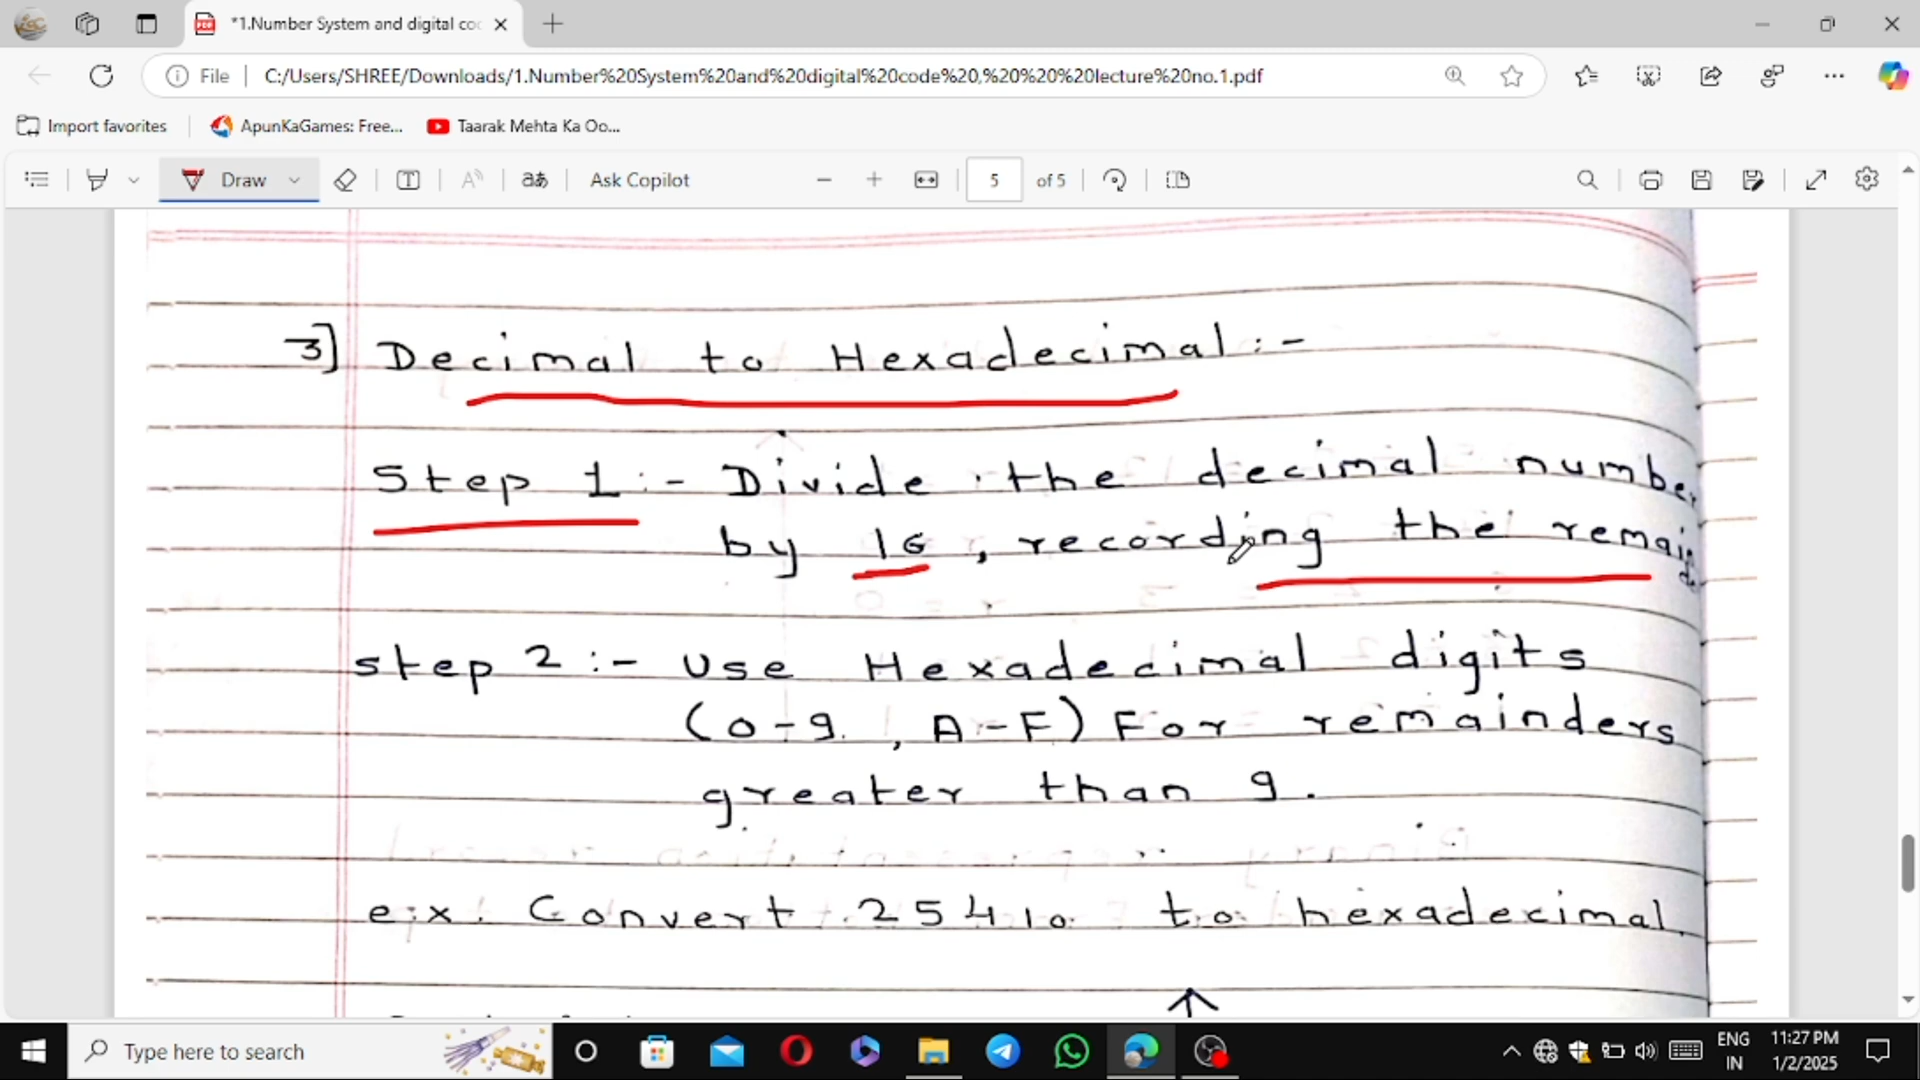 *1.Number System and digital co
File
C:/Users/SHREE/Downloads/1.Number%20System%20and%20digital%20code%20,%20%20%20lecture%20no.1.pdf
Import favorites
ApunKaGames: Free...
Taarak Mehta Ka Oo...
Draw
Ask Copilot
5
of 5
3] Decimal to Hexadecimal :-
Step 1 :- Divide the decimal number
by 16 , recording the remainde
step 2 :- Use Hexadecimal digits
(0-9 , A-F) For remainders
greater than 9.
ex. Convert 254₁₀ to hexadecimal.
Type here to search
ENG
IN
11:27 PM
1/2/2025